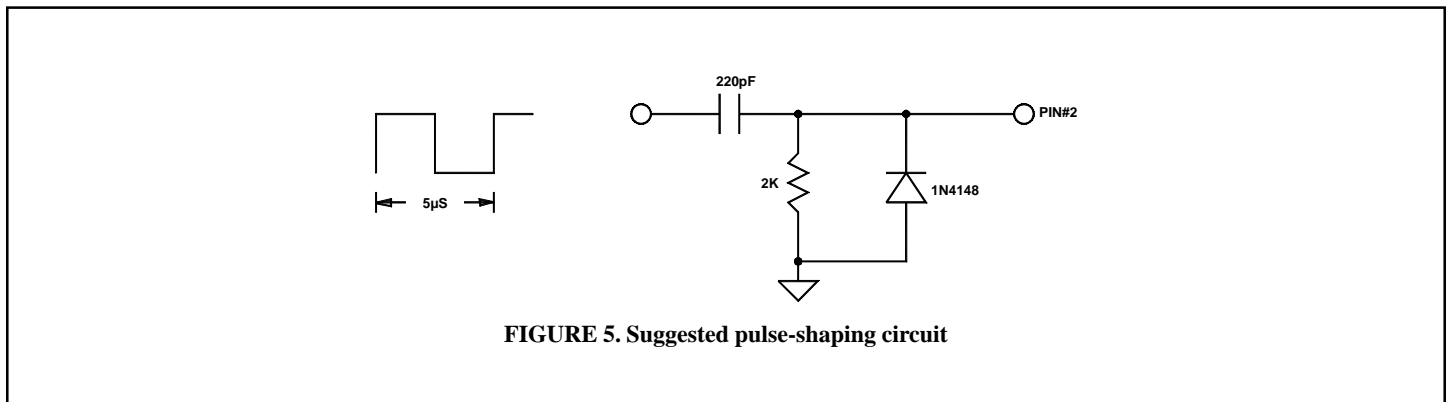 220pF
PIN#2
2K
1N4148
5µS
FIGURE 5. Suggested pulse-shaping circuit